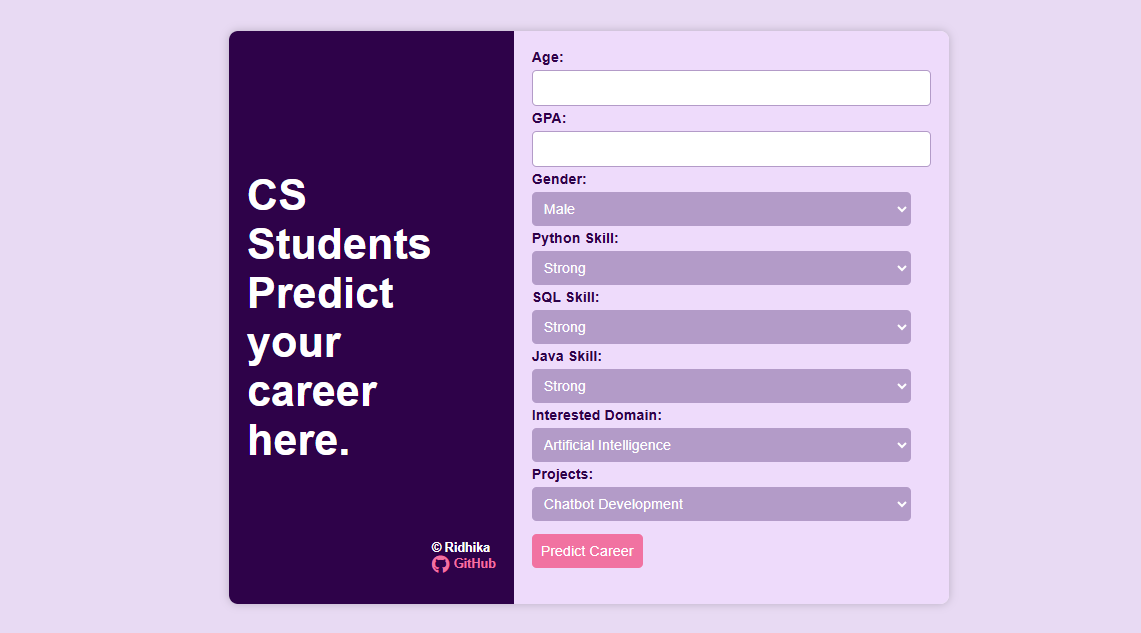 CS
Students
Predict
your
career
here.
© Ridhika
GitHub
Age:
GPA:
Gender:
Male
Python Skill:
Strong
SQL Skill:
Strong
Java Skill:
Strong
Interested Domain:
Artificial Intelligence
Projects:
Chatbot Development
Predict Career